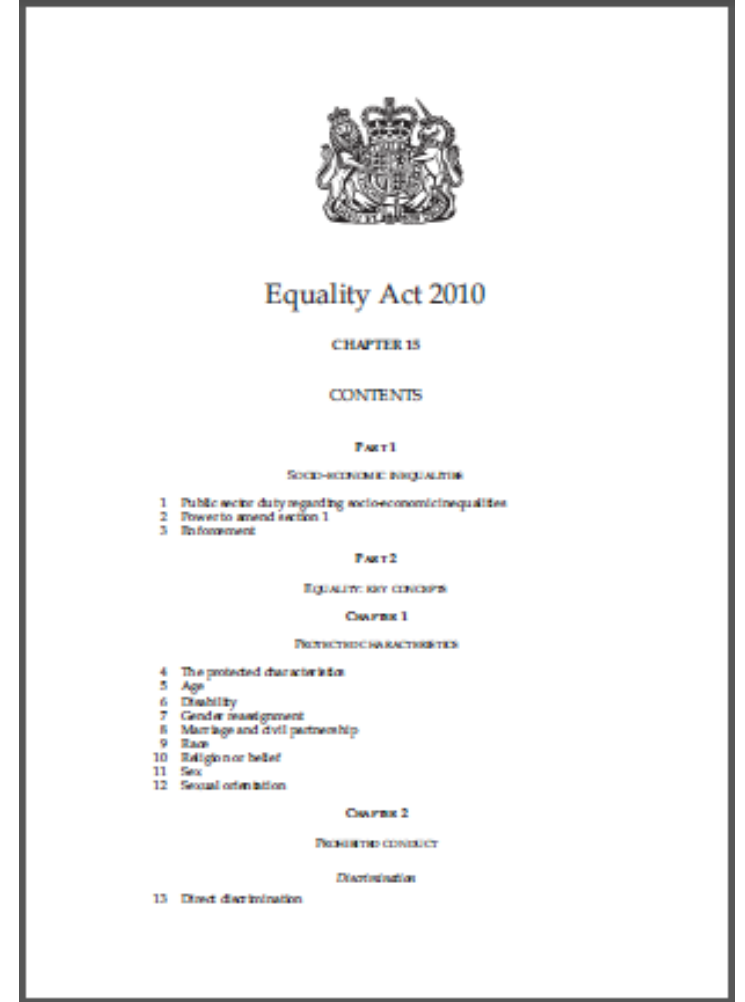 Equality Act 2010
CHAPTER 15
CONTENTS
PART 1
SOCIO-ECONOMIC INEQUALITIES
1 Public sector duty regarding socio-economic inequalities
2 Power to amend section 1
3 Enforcement
PART 2
EQUALITY: KEY CONCEPTS
CHAPTER 1
PROTECTED CHARACTERISTICS
4 The protected characteristics
5 Age
6 Disability
7 Gender reassignment
8 Marriage and civil partnership
9 Race
10 Religion or belief
11 Sex
12 Sexual orientation
CHAPTER 2
PROHIBITED CONDUCT
Discrimination
13 Direct discrimination